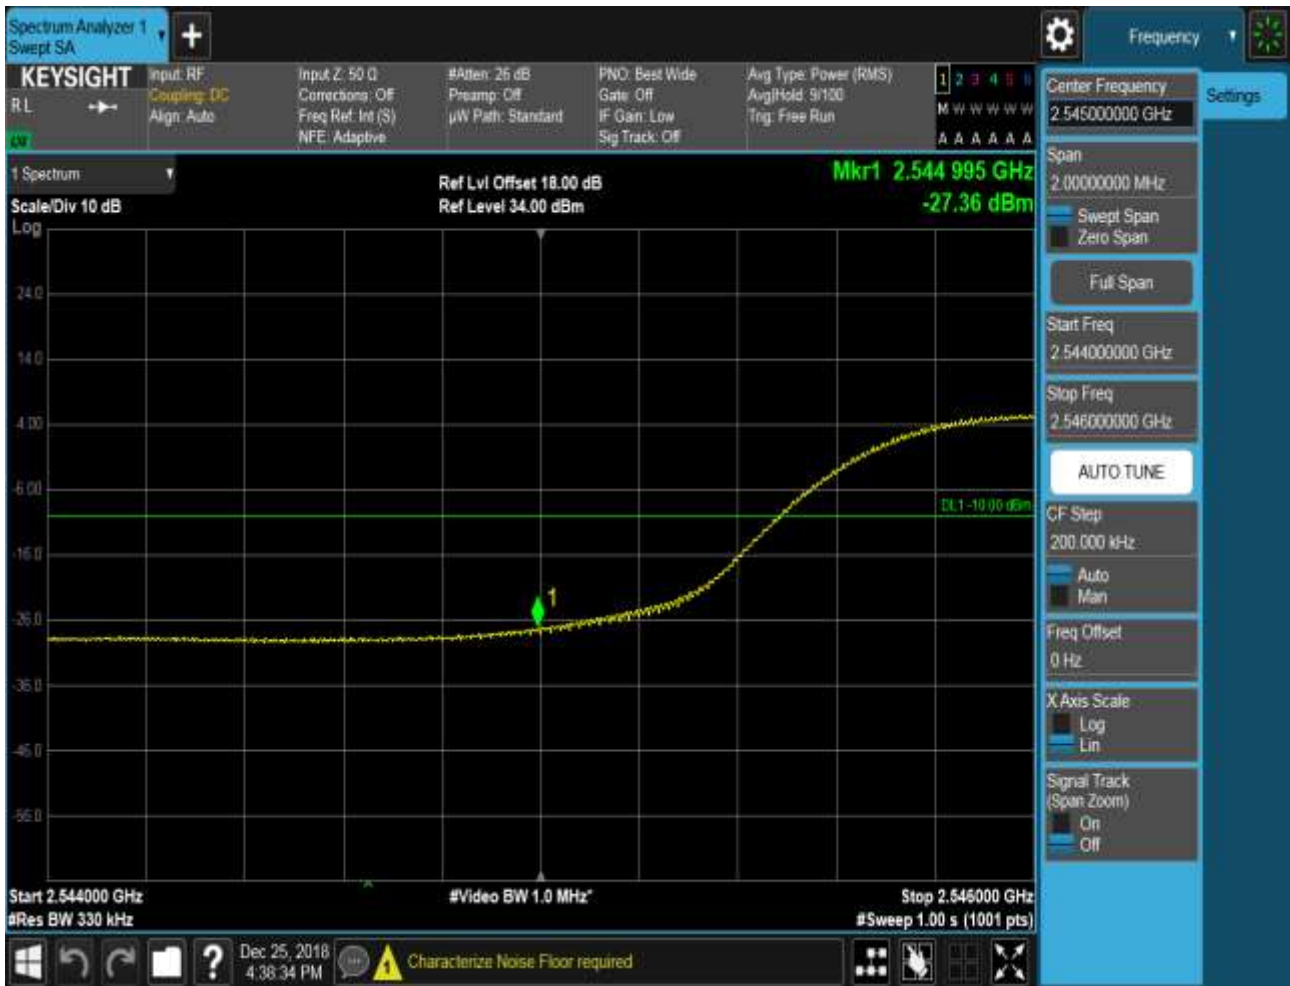 Spectrum Analyzer 1
Swept SA
+
Frequency
KEYSIGHT
RL
Input: RF
Coupling: DC
Align: Auto
Input Z: 50 Ω
Corrections: Off
Freq Ref: Int (S)
NFE: Adaptive
#Atten: 26 dB
Preamp: Off
µW Path: Standard
PNO: Best Wide
Gate: Off
IF Gain: Low
Sig Track: Off
Avg Type: Power (RMS)
Avg|Hold: 9/100
Trig: Free Run
1 2 3 4 5 6
M W W W W W
A A A A A A
Center Frequency
2.545000000 GHz
Settings
Span
2.00000000 MHz
Swept Span
Zero Span
Full Span
Start Freq
2.544000000 GHz
Stop Freq
2.546000000 GHz
AUTO TUNE
CF Step
200.000 kHz
Auto
Man
Freq Offset
0 Hz
X Axis Scale
Log
Lin
Signal Track
(Span Zoom)
On
Off
1 Spectrum
Scale/Div 10 dB
Log
Ref Lvl Offset 18.00 dB
Ref Level 34.00 dBm
Mkr1 2.544 995 GHz
-27.36 dBm
24.0
14.0
4.00
-6.00
DL1 -10.00 dBm
-16.0
1
-26.0
-36.0
-46.0
-56.0
Start 2.544000 GHz
#Video BW 1.0 MHz*
Stop 2.546000 GHz
#Res BW 330 kHz
#Sweep 1.00 s (1001 pts)
?
Dec 25, 2018
4:38:34 PM
1
Characterize Noise Floor required